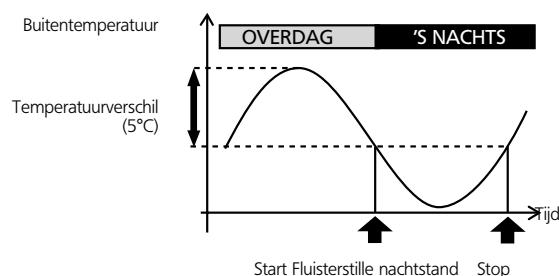 Buitentemperatuur
OVERDAG 'S NACHTS
Temperatuurverschil
(5°C)
Tijd
Start Fluisterstille nachtstand Stop